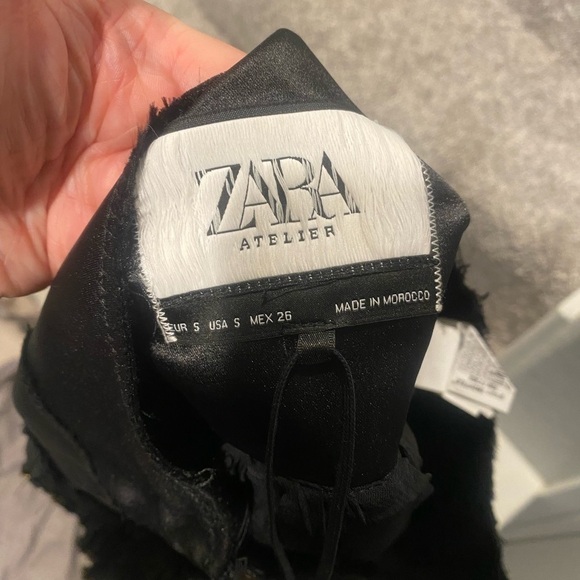 ZARA
ATELIER
EUR S USA S MEX 26 MADE IN MOROCCO